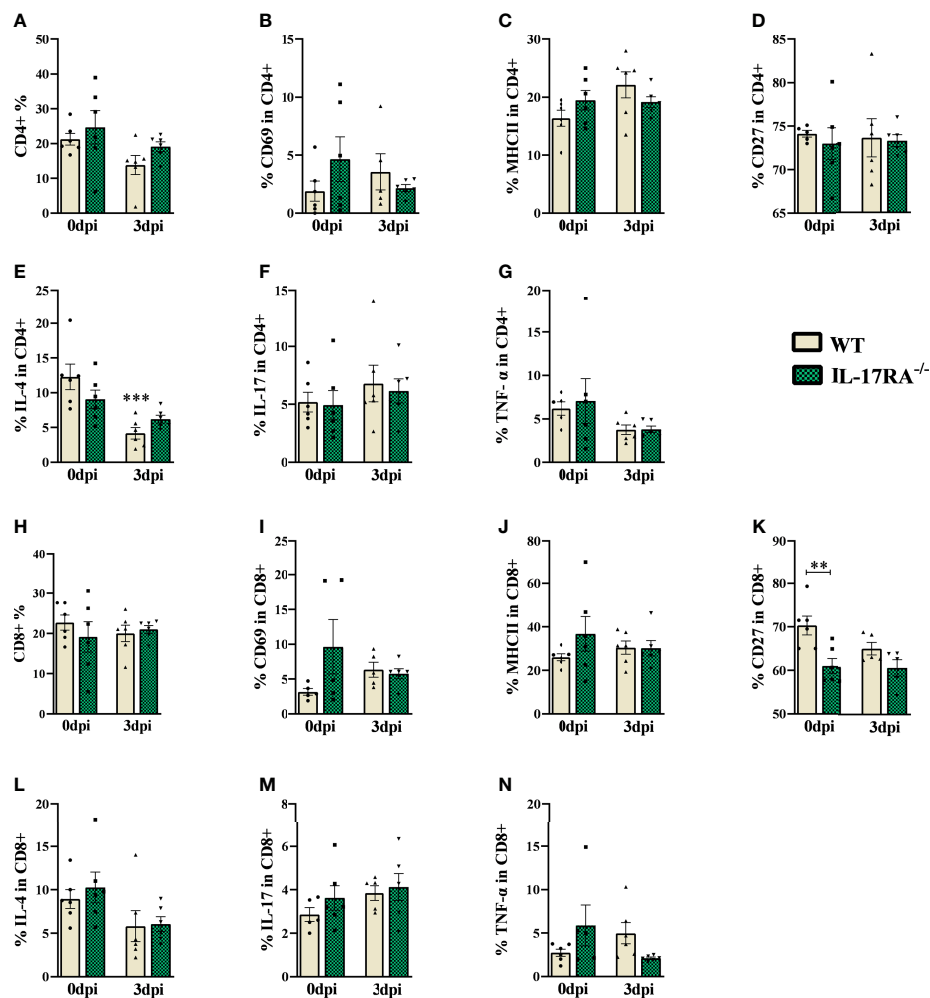 A
B
C
D
CD4+ %
50
40
30
20
10
0
0dpi 3dpi
% CD69 in CD4+
15
10
5
0
0dpi 3dpi
% MHCII in CD4+
30
20
10
0
0dpi 3dpi
% CD27 in CD4+
85
80
75
70
65
0dpi 3dpi
E
F
G
% IL-4 in CD4+
25
20
15
10
5
0
***
0dpi 3dpi
% IL-17 in CD4+
15
10
5
0
0dpi 3dpi
% TNF- α in CD4+
20
15
10
5
0
0dpi 3dpi
WT
IL-17RA-/-
H
I
J
K
CD8+ %
40
30
20
10
0
0dpi 3dpi
% CD69 in CD8+
25
20
15
10
5
0
0dpi 3dpi
% MHCII in CD8+
80
60
40
20
0
0dpi 3dpi
% CD27 in CD8+
90
80
70
60
50
**
0dpi 3dpi
L
M
N
% IL-4 in CD8+
20
15
10
5
0
0dpi 3dpi
% IL-17 in CD8+
8
6
4
2
0
0dpi 3dpi
% TNF-α in CD8+
20
15
10
5
0
0dpi 3dpi